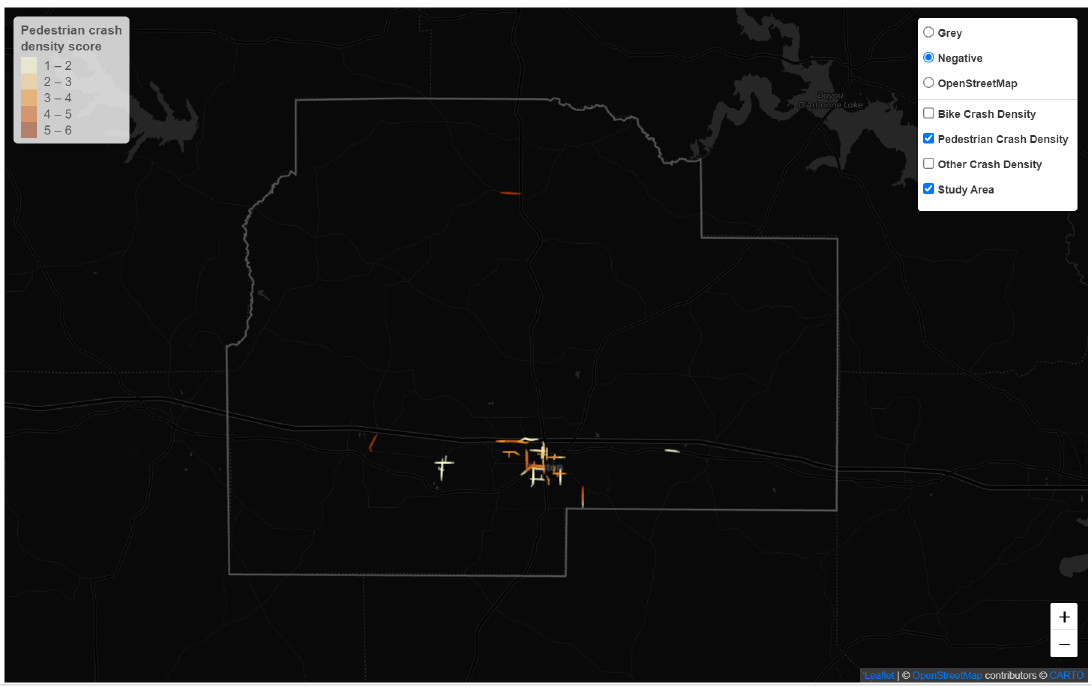 Pedestrian crash
density score
1 – 2
2 – 3
3 – 4
4 – 5
5 – 6
Grey
Negative
OpenStreetMap
Bike Crash Density
Pedestrian Crash Density
Other Crash Density
Study Area
Bayou
Lake
+
−
Leaflet | © OpenStreetMap contributors © CARTO